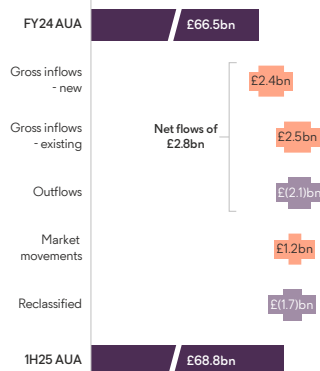 FY24 AUA £66.5bn
Gross inflows
- new
£2.4bn
Gross inflows
- existing
£2.5bn
Net flows of
£2.8bn
Outflows £(2.1)bn
Market
movements
£1.2bn
Reclassified £(1.7)bn
1H25 AUA £68.8bn